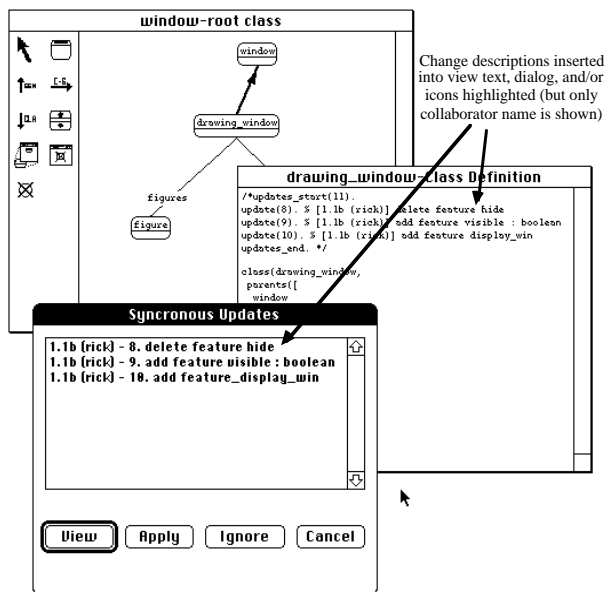 window-root class
window
drawing_window
figures
figure
Change descriptions inserted
into view text, dialog, and/or
icons highlighted (but only
collaborator name is shown)
drawing_window-Class Definition
/*updates_start(11).
update(8). % [1.1b (rick)] delete feature hide
update(9). % [1.1b (rick)] add feature visible : boolean
update(10). % [1.1b (rick)] add feature display_win
updates_end. */
class(drawing_window,
parents([
window
Syncronous Updates
1.1b (rick) - 8. delete feature hide
1.1b (rick) - 9. add feature visible : boolean
1.1b (rick) - 10. add feature_display_win
View Apply Ignore Cancel